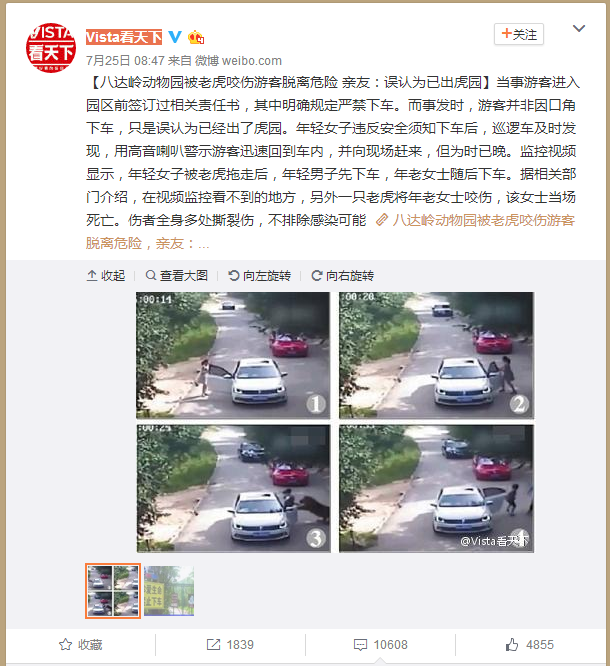 VISTA
看天下
Vista看天下
+关注
7月25日 08:47 来自 微博 weibo.com
【八达岭动物园被老虎咬伤游客脱离危险 亲友：误认为已出虎园】当事游客进入
园区前签订过相关责任书，其中明确规定严禁下车。而事发时，游客并非因口角
下车，只是误认为已经出了虎园。年轻女子违反安全须知下车后，巡逻车及时发
现，用高音喇叭警示游客迅速回到车内，并向现场赶来，但为时已晚。监控视频
显示，年轻女子被老虎拖走后，年轻男子先下车，年老女士随后下车。据相关部
门介绍，在视频监控看不到的地方，另外一只老虎将年老女士咬伤，该女士当场
死亡。伤者全身多处撕裂伤，不排除感染可能 八达岭动物园被老虎咬伤游客
脱离危险，亲友：...
收起 查看大图 向左旋转 向右旋转
:00:14 :00:20
1 2
:00:25
3 4
@Vista看天下
收藏 1839 10608 4855